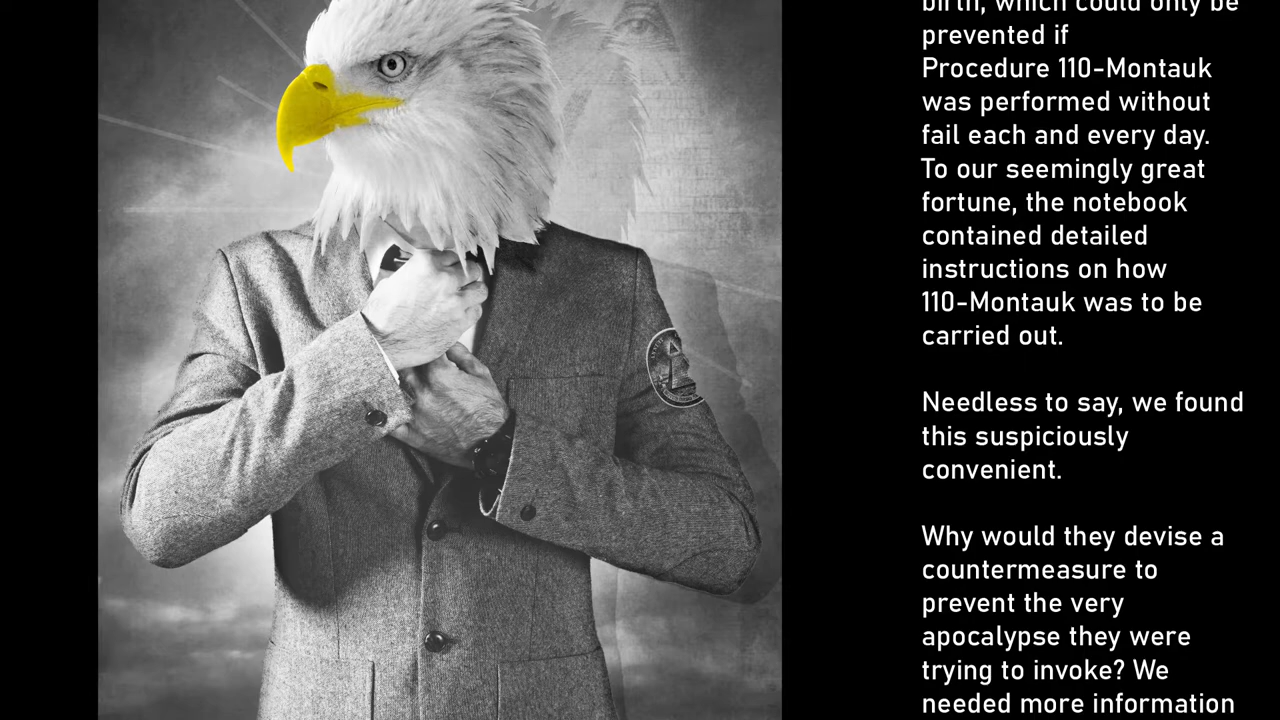 birth, which could only be
prevented if
Procedure 110-Montauk
was performed without
fail each and every day.
To our seemingly great
fortune, the notebook
contained detailed
instructions on how
110-Montauk was to be
carried out.
Needless to say, we found
this suspiciously
convenient.
Why would they devise a
countermeasure to
prevent the very
apocalypse they were
trying to invoke? We
needed more information